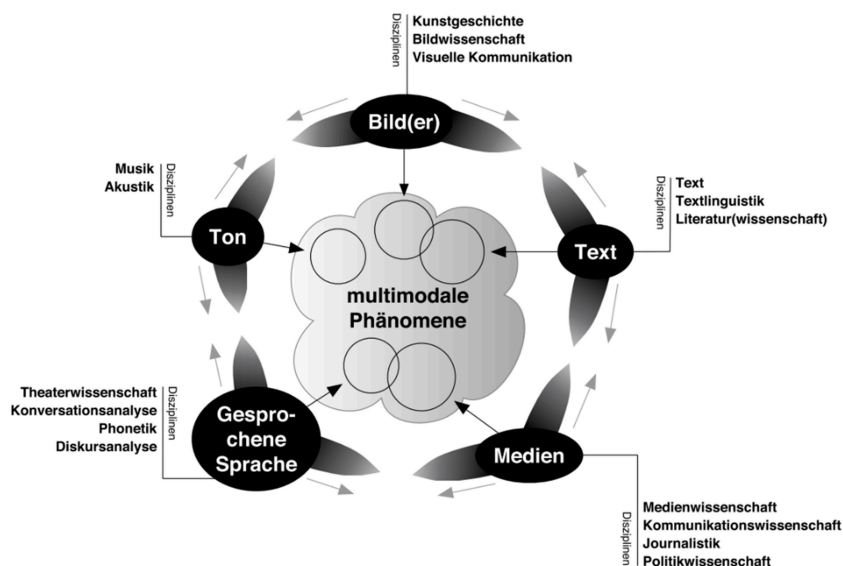 Disziplinen
Kunstgeschichte
Bildwissenschaft
Visuelle Kommunikation
Bild(er)
Musik
Akustik
Disziplinen
Ton
Disziplinen
Text
Textlinguistik
Literatur(wissenschaft)
Text
multimodale
Phänomene
Theaterwissenschaft
Konversationsanalyse
Phonetik
Diskursanalyse
Disziplinen
Gespro-
chene
Sprache
Medien
Disziplinen
Medienwissenschaft
Kommunikationswissenschaft
Journalistik
Politikwissenschaft